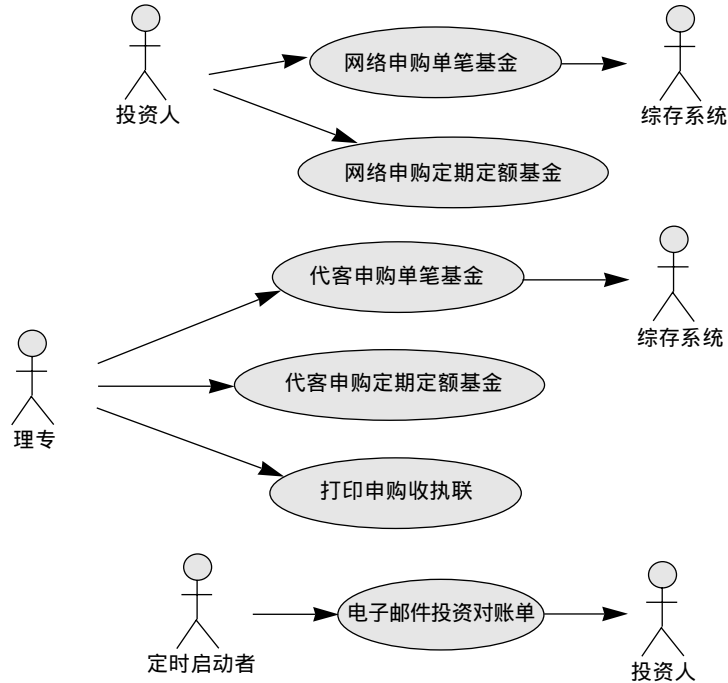 网络申购单笔基金
投资人
综存系统
网络申购定期定额基金
代客申购单笔基金
综存系统
代客申购定期定额基金
理专
打印申购收执联
电子邮件投资对账单
定时启动者
投资人